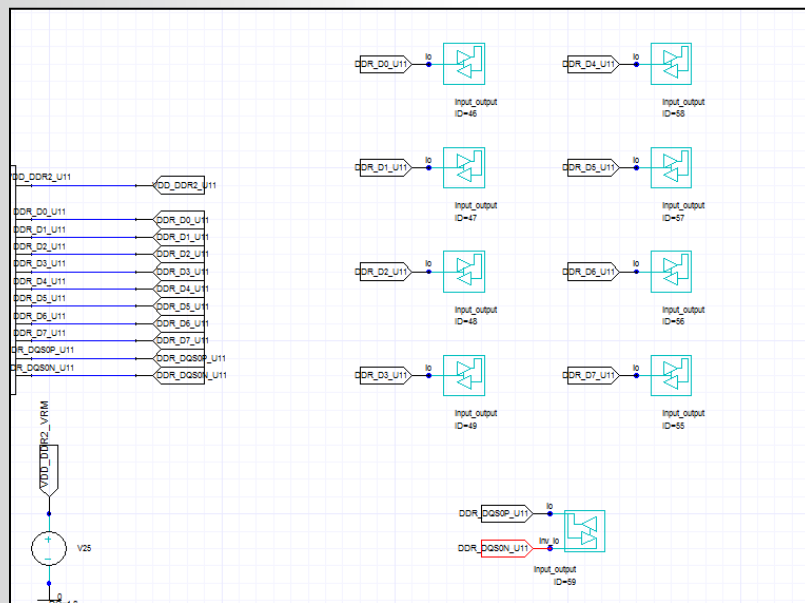 VDD_DDR2_U11
VDD_DDR2_U11
DDR_D0_U11
DDR_D0_U11
DDR_D1_U11
DDR_D1_U11
DDR_D2_U11
DDR_D2_U11
DDR_D3_U11
DDR_D3_U11
DDR_D4_U11
DDR_D4_U11
DDR_D5_U11
DDR_D5_U11
DDR_D6_U11
DDR_D6_U11
DDR_D7_U11
DDR_D7_U11
DR_DQS0P_U11
DDR_DQS0P_U11
DR_DQS0N_U11
DDR_DQS0N_U11
VDD_DDR2_VRM
V25
0
DDR_D0_U11
Io
Input_output
ID=46
DDR_D4_U11
Io
Input_output
ID=58
DDR_D1_U11
Io
Input_output
ID=47
DDR_D5_U11
Io
Input_output
ID=57
DDR_D2_U11
Io
Input_output
ID=48
DDR_D6_U11
Io
Input_output
ID=56
DDR_D3_U11
Io
Input_output
ID=49
DDR_D7_U11
Io
Input_output
ID=55
DDR_DQS0P_U11
Io
DDR_DQS0N_U11
Inv_Io
Input_output
ID=59